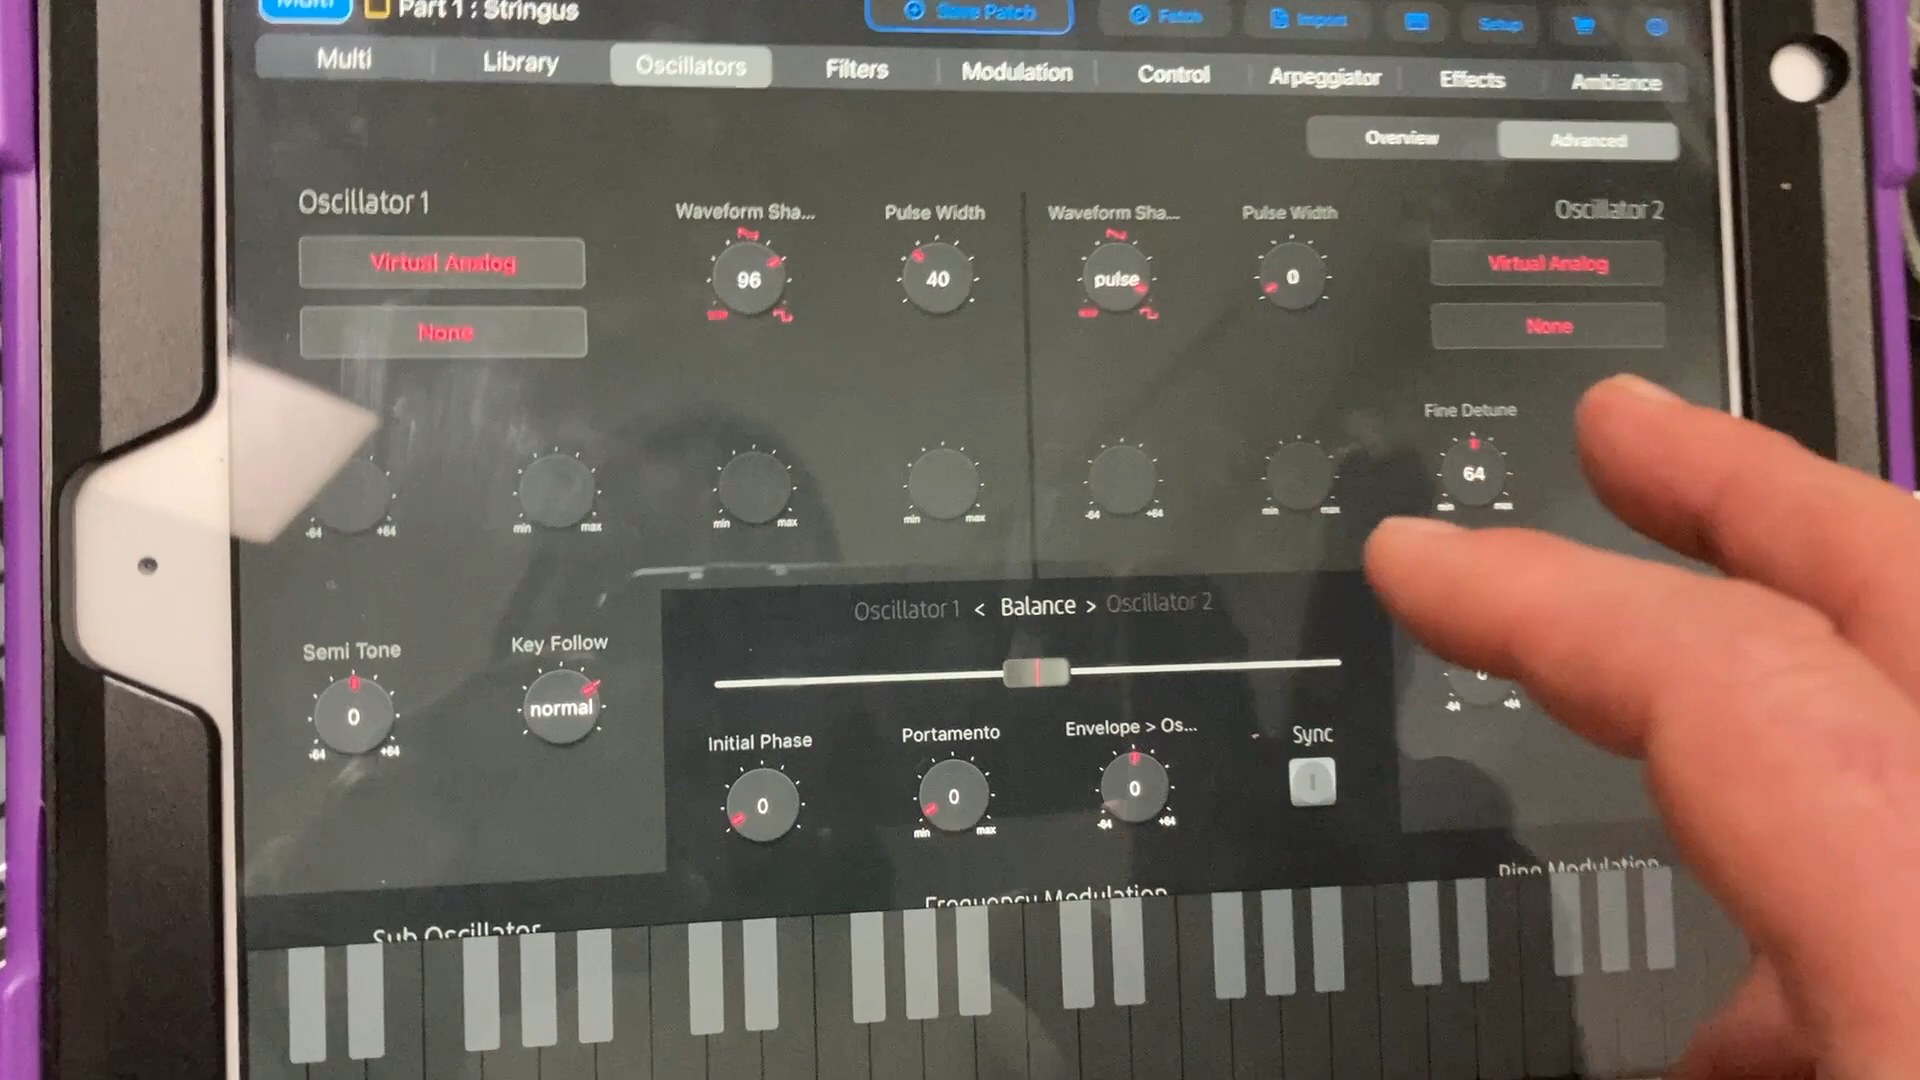 Multi
Part 1 : Stringus
Save Patch
Patch
Import
Setup
Multi
Library
Oscillators
Filters
Modulation
Control
Arpeggiator
Effects
Ambiance
Overview
Advanced
Oscillator 1
Waveform Sha...
Pulse Width
Waveform Sha...
Pulse Width
Oscillator 2
Virtual Analog
96
40
pulse
0
Virtual Analog
None
None
Fine Detune
64
min
max
-64
+64
min
max
min
max
min
max
-64
+64
min
max
Oscillator 1 < Balance > Oscillator 2
Semi Tone
0
-64
+64
Key Follow
normal
-64
+64
Initial Phase
0
Portamento
0
min
max
Envelope > Os...
0
-64
+64
Sync
Sub Oscillator
Frequency Modulation
Ring Modulation